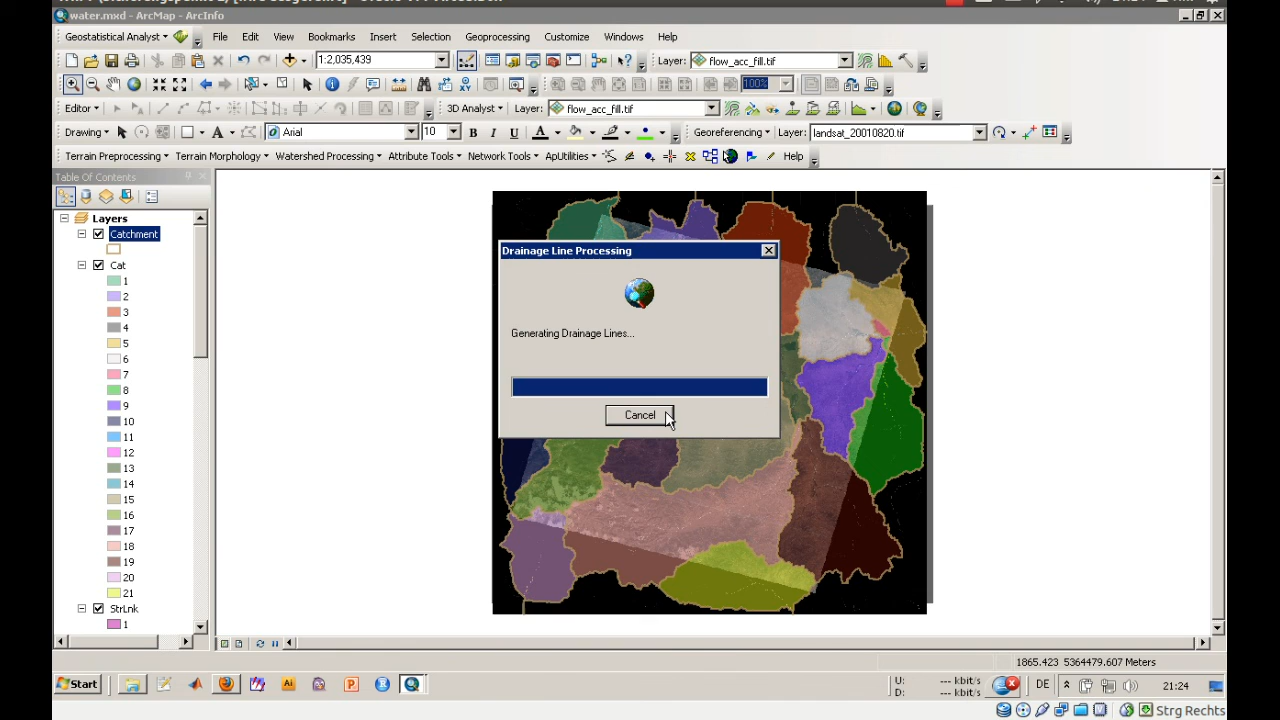 water.mxd - ArcMap - ArcInfo
Geostatistical Analyst File Edit View Bookmarks Insert Selection Geoprocessing Customize Windows Help
1:2,035,439 Layer: flow_acc_fill.tif
100%
Editor 3D Analyst Layer: flow_acc_fill.tif
Drawing A Arial 10 B I U A Georeferencing Layer: landsat_20010820.tif
Terrain Preprocessing Terrain Morphology Watershed Processing Attribute Tools Network Tools ApUtilities Help
Table Of Contents
Layers
Catchment
Cat
1
2
3
4
5
6
7
8
9
10
11
12
13
14
15
16
17
18
19
20
21
StrLnk
1
Drainage Line Processing
Generating Drainage Lines...
Cancel
1865.423 5364479.607 Meters
Start
U: --- kbit/s
D: --- kbit/s
DE
21:24
Strg Rechts